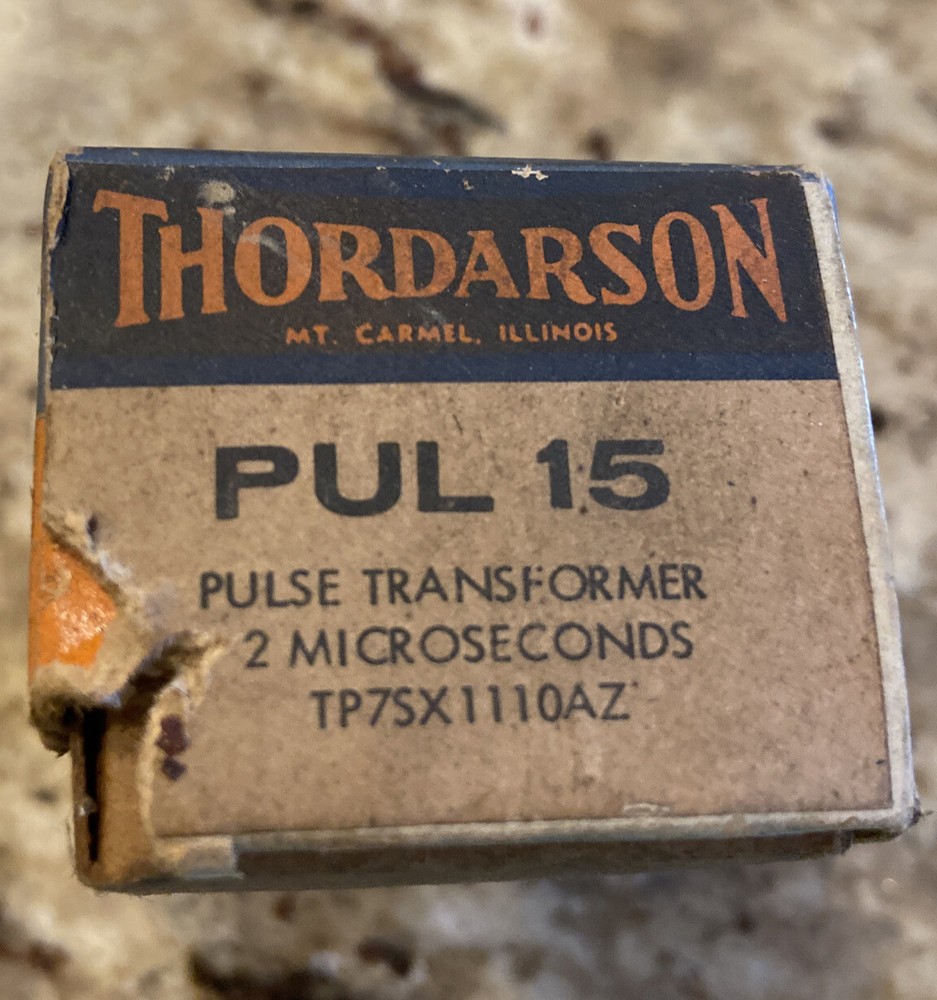 THORDARSON
MT. CARMEL, ILLINOIS
PUL 15
PULSE TRANSFORMER
2 MICROSECONDS
TP7SX1110AZ